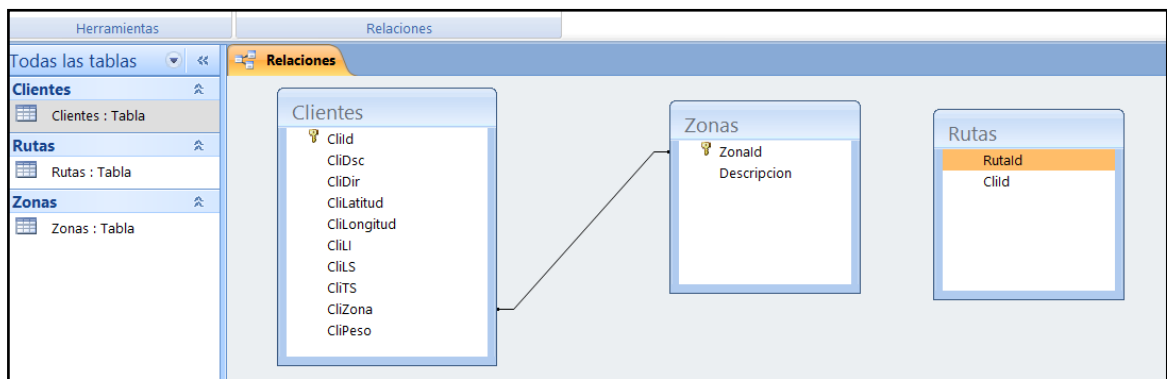 Herramientas
Relaciones
Todas las tablas
Clientes
Clientes : Tabla
Rutas
Rutas : Tabla
Zonas
Zonas : Tabla
Relaciones
Clientes
CliId
CliDsc
CliDir
CliLatitud
CliLongitud
CliLI
CliLS
CliTS
CliZona
CliPeso
Zonas
ZonaId
Descripcion
Rutas
RutaId
CliId